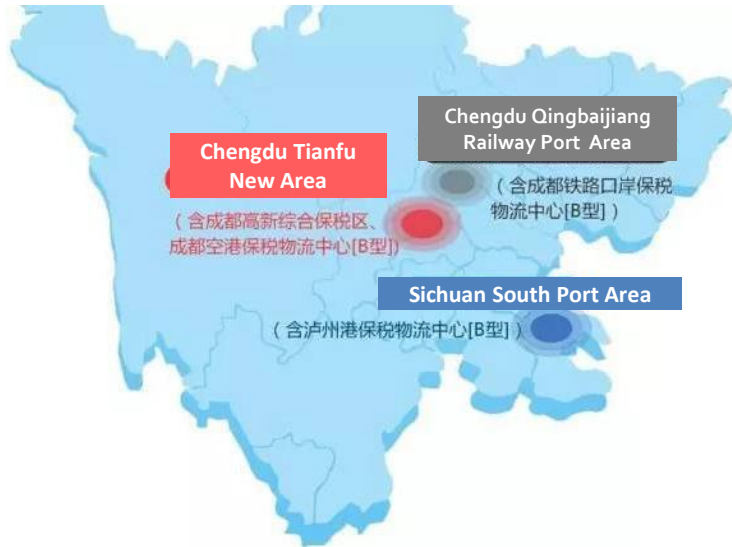 Chengdu Qingbaijiang
Railway Port Area
Chengdu Tianfu
New Area
（含成都铁路口岸保税
物流中心[B型]）
（含成都高新综合保税区、
成都空港保税物流中心[B型])
Sichuan South Port Area
（含泸州港保税物流中心[B型]）